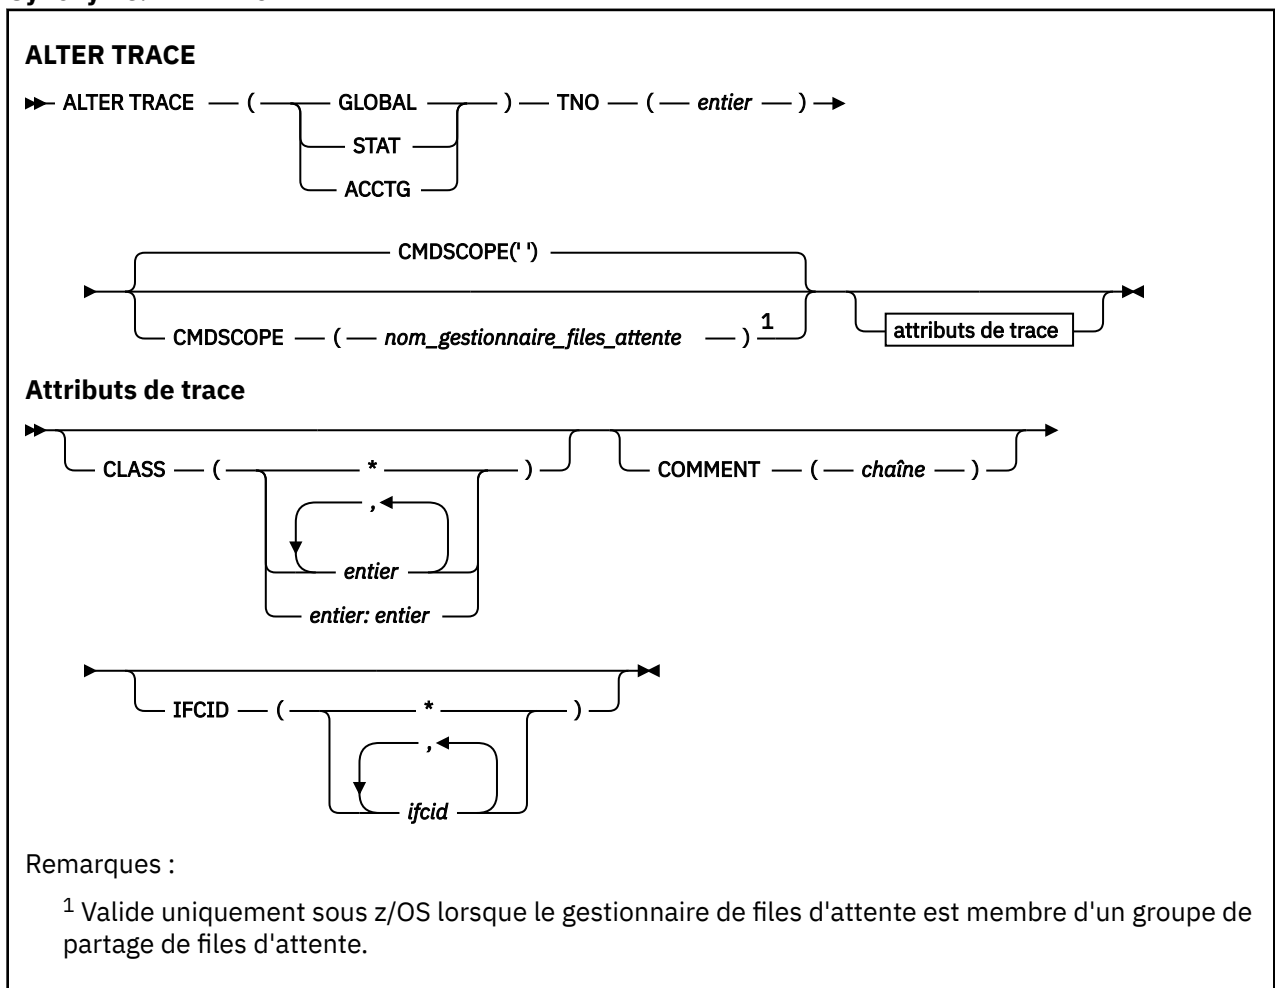 ALTER TRACE
ALTER TRACE ( GLOBAL ) TNO ( entier )
STAT
ACCTG
CMDSCOPE(' ')
CMDSCOPE ( nom_gestionnaire_files_attente ) 1
attributs de trace
Attributs de trace
CLASS ( * ) COMMENT ( chaîne )
,
entier
entier: entier
IFCID ( * )
,
ifcid
Remarques :
1 Valide uniquement sous z/OS lorsque le gestionnaire de files d'attente est membre d'un groupe de
partage de files d'attente.